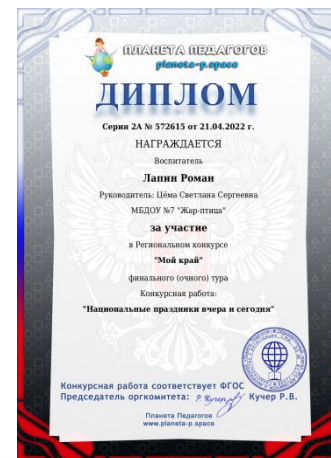 ПЛАНЕТА ПЕДАГОГОВ
planeta-p.space
ДИПЛОМ
Серия 2А № 572615 от 21.04.2022 г.
НАГРАЖДАЕТСЯ
Воспитатель
Лапин Роман
Руководитель: Цёма Светлана Сергеевна
МБДОУ №7 "Жар-птица"
за участие
в Региональном конкурсе
"Мой край"
финального (очного) тура
Конкурсная работа:
"Национальные праздники вчера и сегодня"
Конкурсная работа соответствует ФГОС
Председатель оргкомитета: Кучер Р.В.
Планета Педагогов
www.planeta-p.space